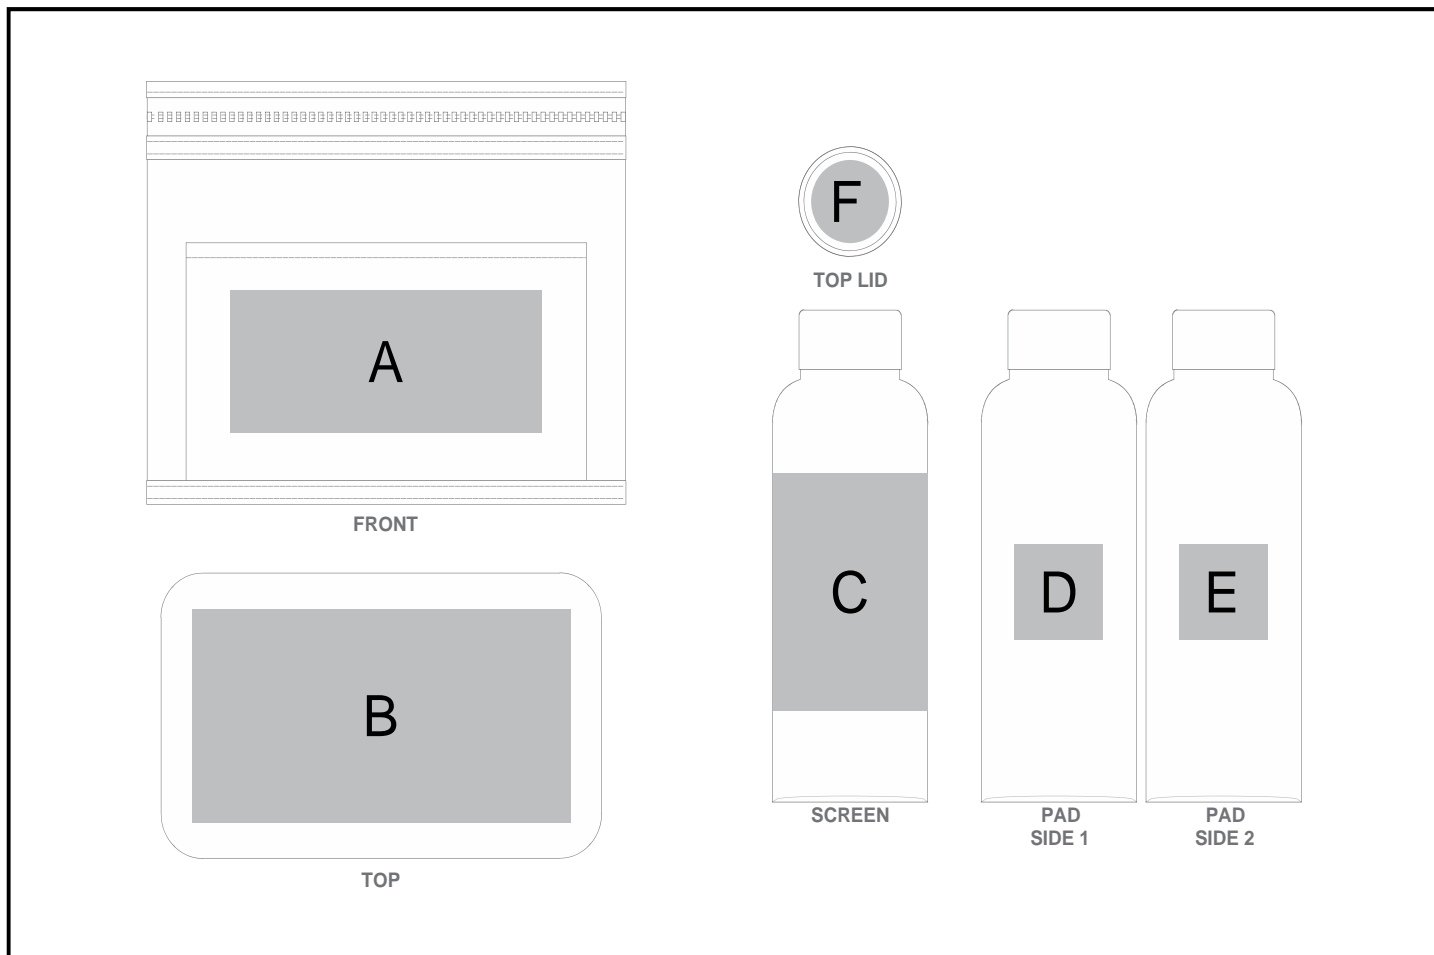 A
FRONT
B
TOP
F
TOP LID
C
SCREEN
D
PAD
SIDE 1
E
PAD
SIDE 2